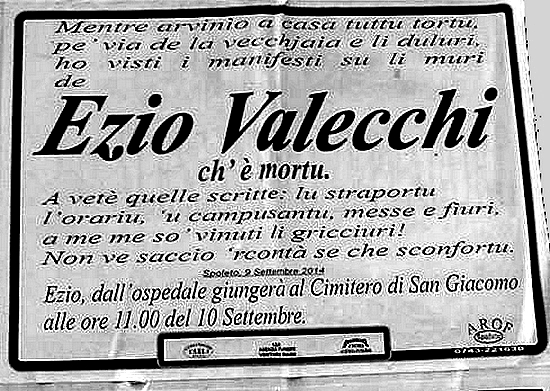 Mentre arvinio a casa tuttu tortu,
pe' via de la vecchjaia e li duluri,
ho visti i manifesti su li muri
de
Ezio Valecchi
ch' è mortu.
A vetè quelle scritte: lu straportu
l'orariu, 'u campusantu, messe e fiuri,
a me me so' vinuti li gricciuri!
Non ve saccio 'rcontà se che sconfortu.
Spoleto, 9 Settembre 2014
Ezio, dall'ospedale giungerà al Cimitero di San Giacomo
alle ore 11.00 del 10 Settembre.
AROF
Spoleto